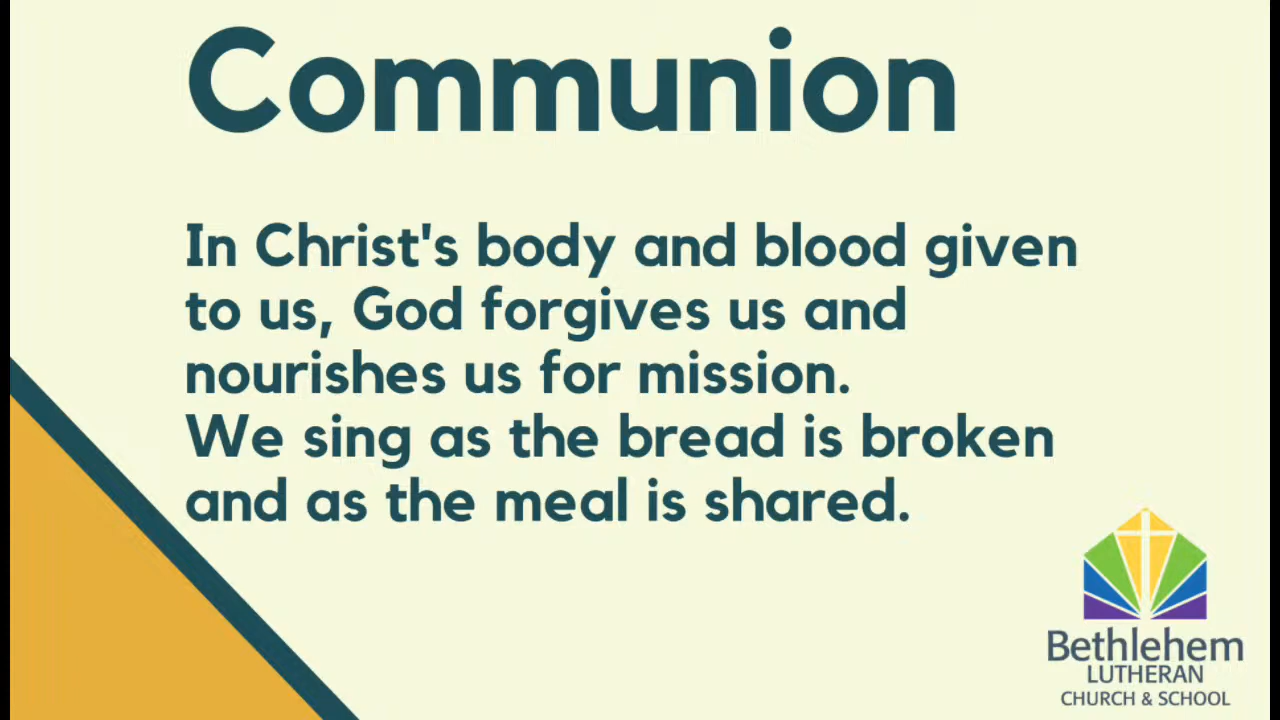 Communion
In Christ's body and blood given
to us, God forgives us and
nourishes us for mission.
We sing as the bread is broken
and as the meal is shared.
Bethlehem
LUTHERAN
CHURCH & SCHOOL